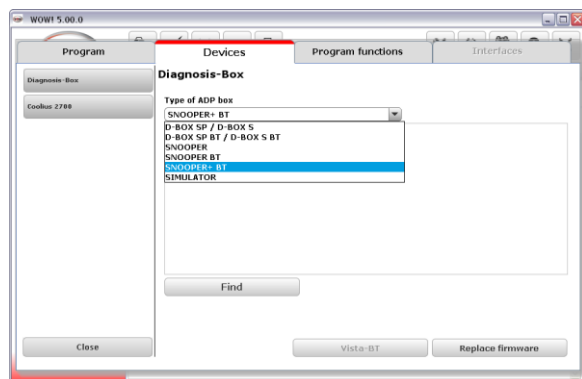 WOW! 5.00.0
Program
Devices
Program functions
Interfaces
Diagnosis-Box
Coolius 2700
Diagnosis-Box
Type of ADP box
SNOOPER+ BT
D-BOX SP / D-BOX S
D-BOX SP BT / D-BOX S BT
SNOOPER
SNOOPER BT
SNOOPER+ BT
SIMULATOR
Find
Close
Vista-BT
Replace firmware